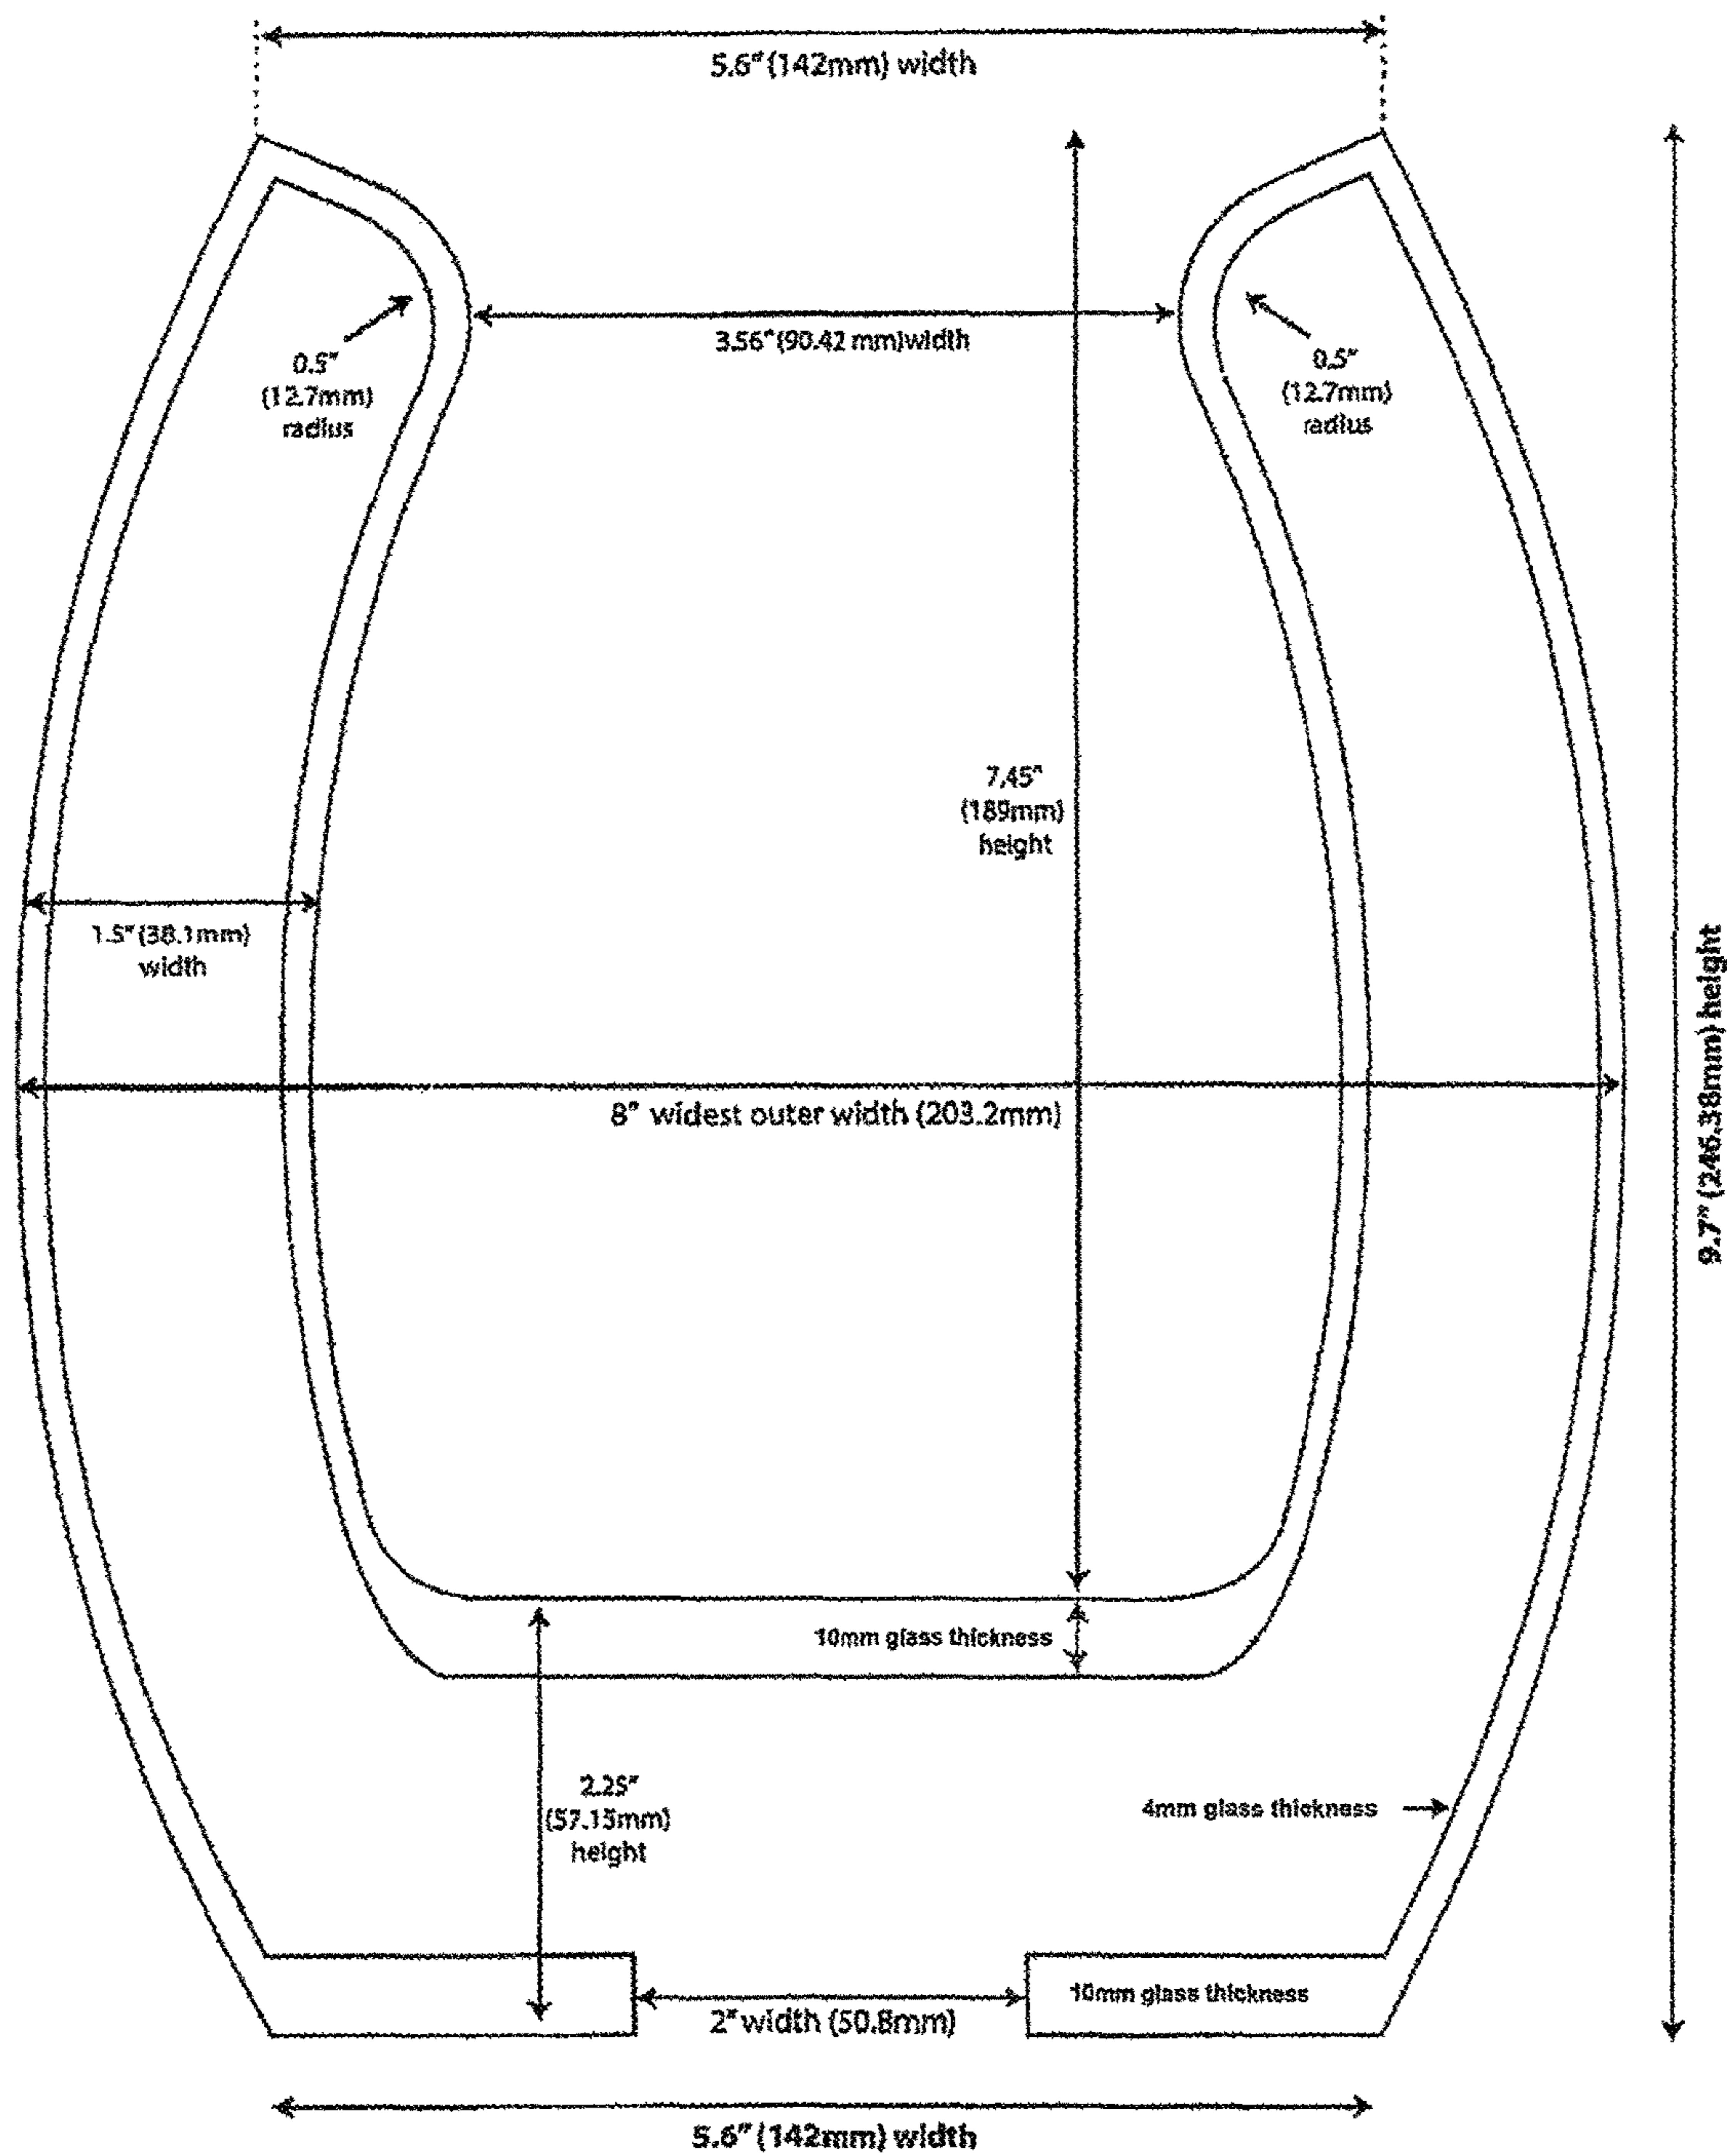 5.6" (142mm) width
3.56" (90.42 mm)width
0.5"
(12.7mm)
radius
0.5"
(12.7mm)
radius
7.45"
(189mm)
height
1.5" (38.1mm)
width
8" widest outer width (203.2mm)
9.7" (246.38mm) height
10mm glass thickness
2.25"
(57.15mm)
height
4mm glass thickness
10mm glass thickness
2" width (50.8mm)
5.6" (142mm) width